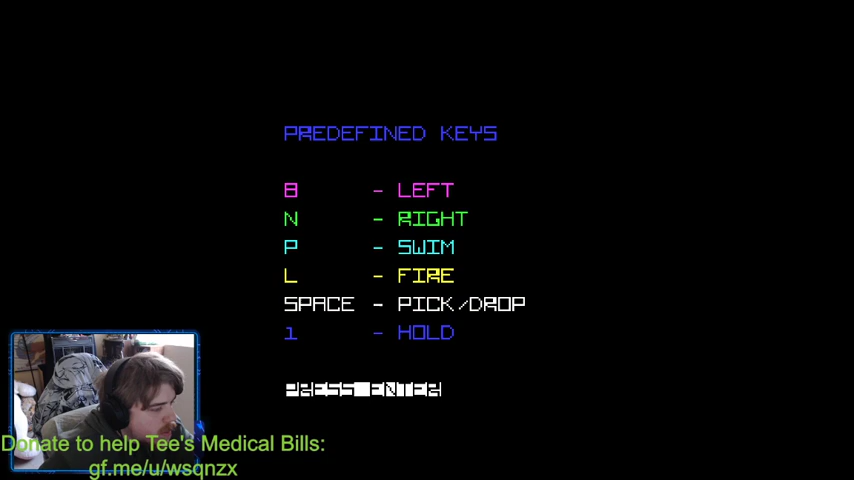 PREDEFINED KEYS
8 - LEFT
N - RIGHT
P - SWIM
L - FIRE
SPACE - PICK/DROP
1 - HOLD
PRESS ENTER
Donate to help Tee's Medical Bills:
gf.me/u/wsqnzx